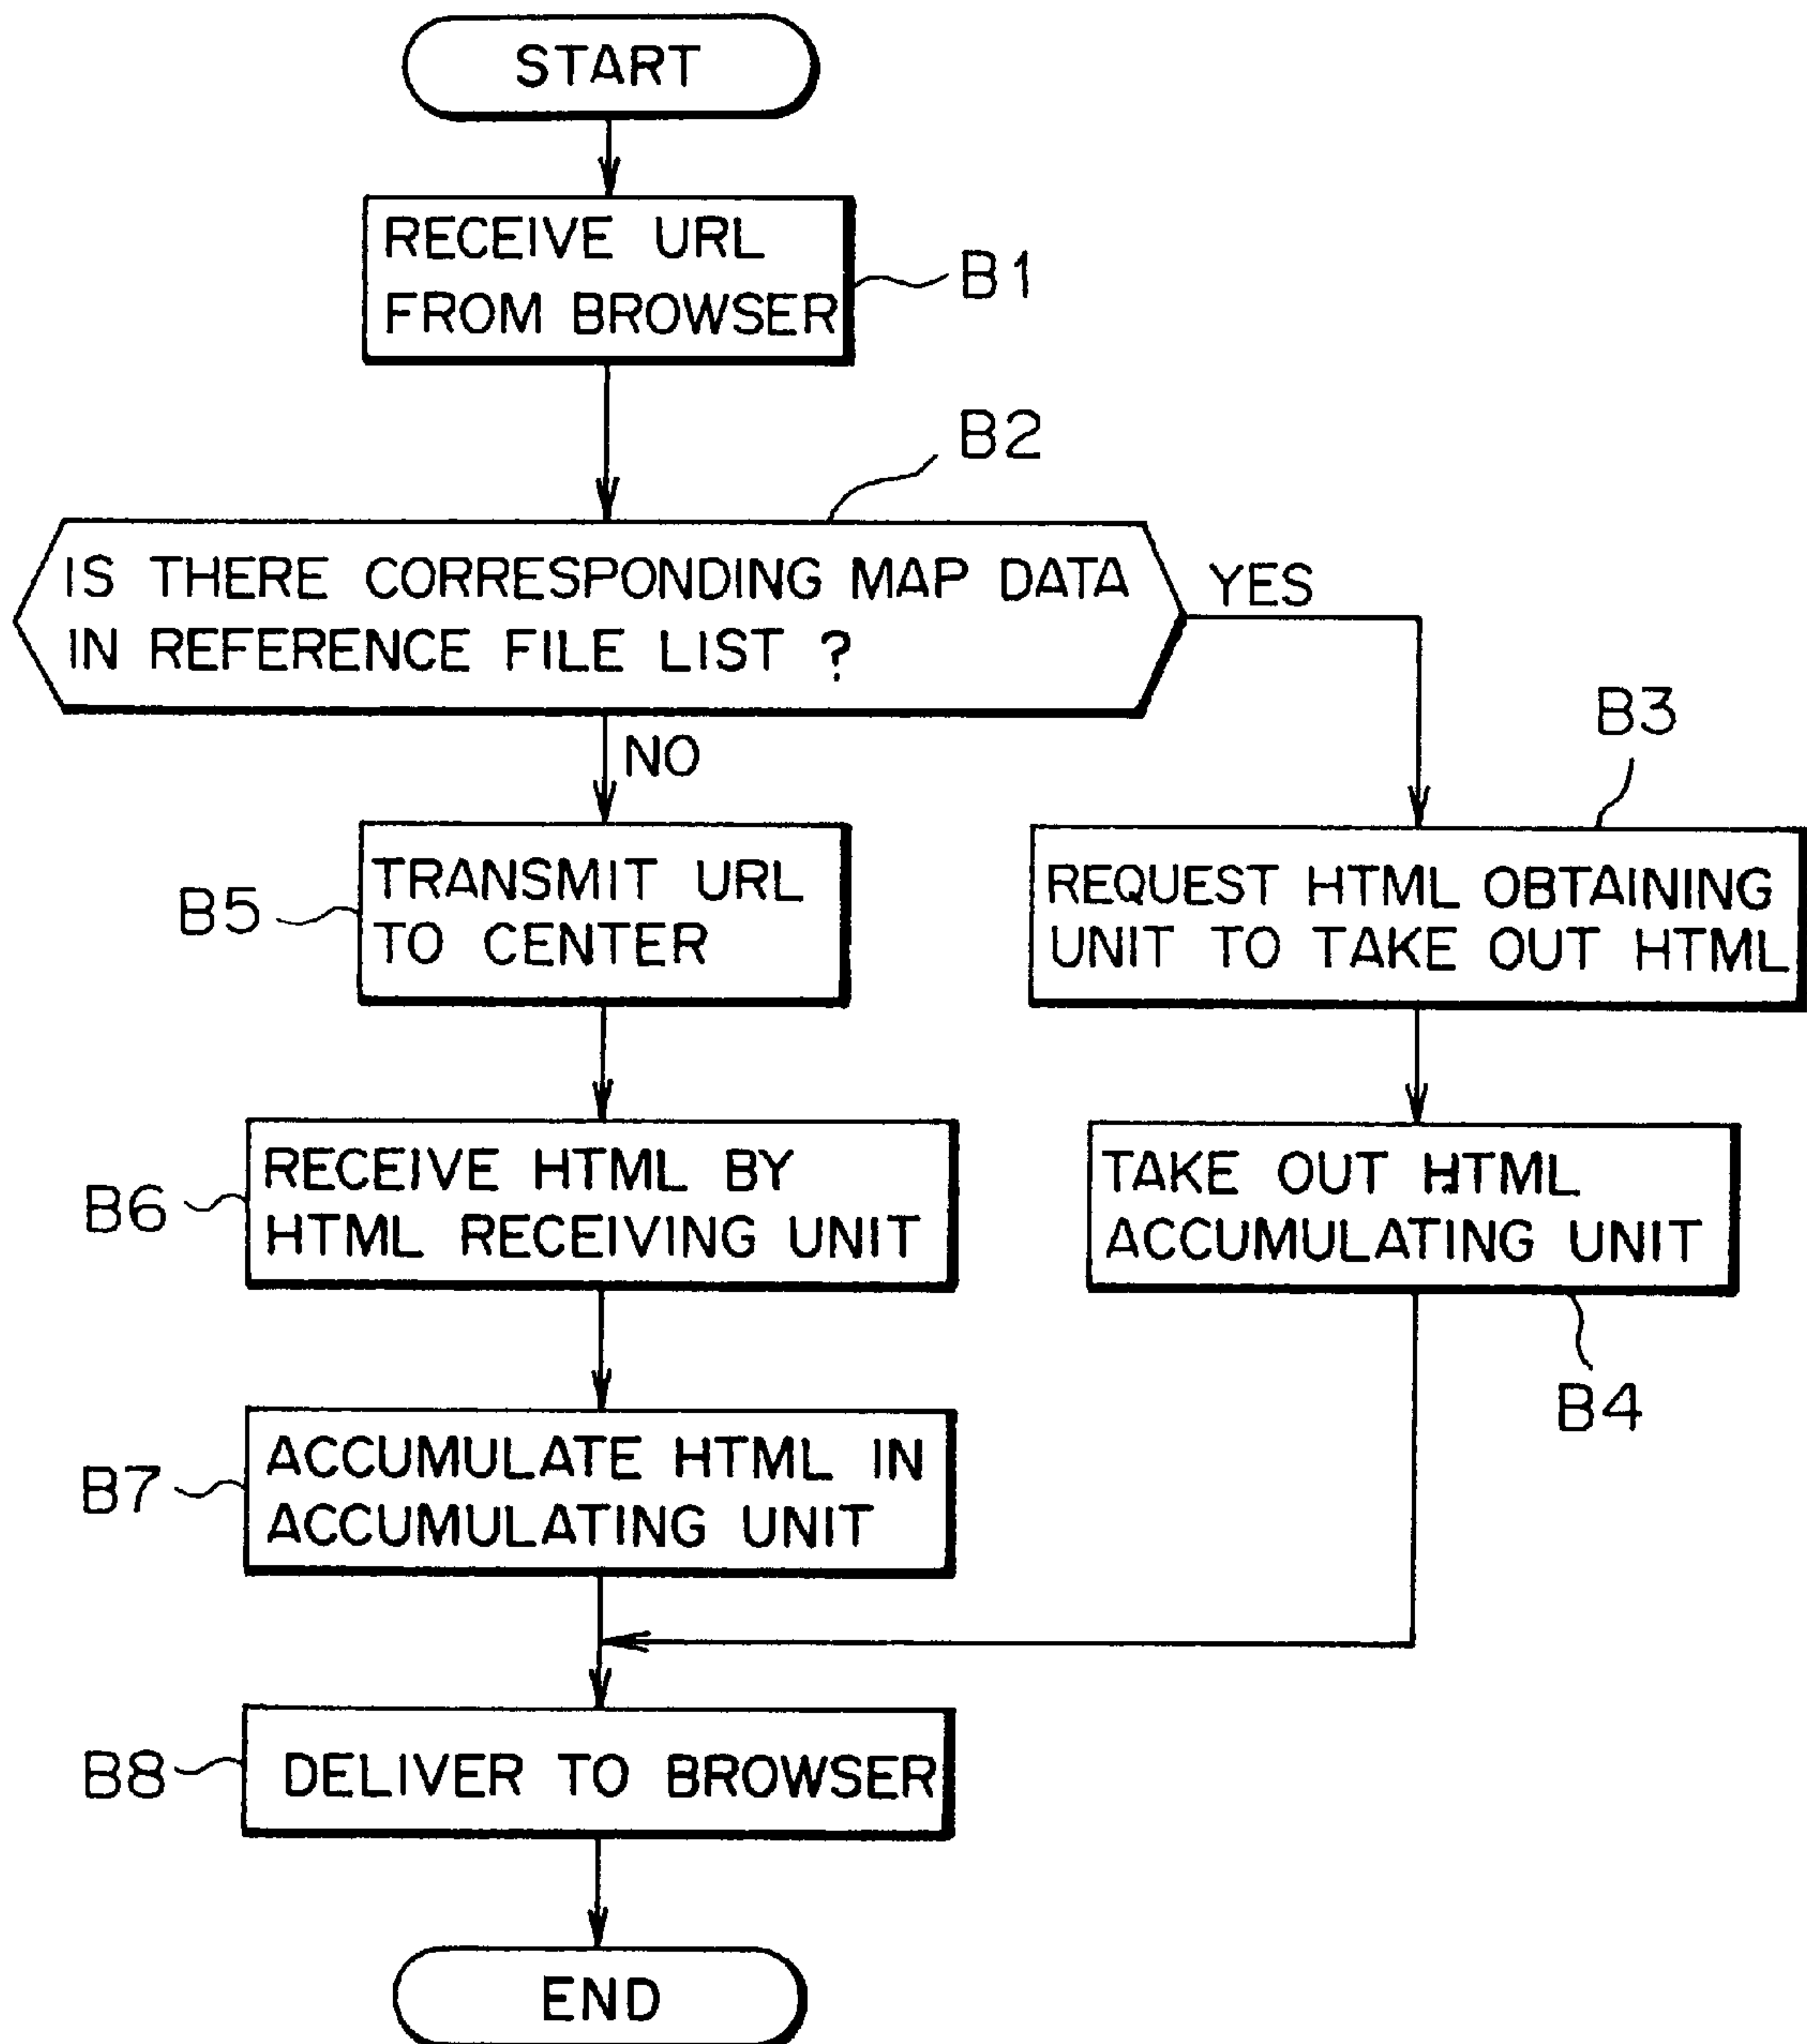 START
RECEIVE URL
FROM BROWSER
B1
B2
IS THERE CORRESPONDING MAP DATA
IN REFERENCE FILE LIST ?
YES
NO
B3
REQUEST HTML OBTAINING
UNIT TO TAKE OUT HTML
B5
TRANSMIT URL
TO CENTER
B6
RECEIVE HTML BY
HTML RECEIVING UNIT
TAKE OUT HTML
ACCUMULATING UNIT
B4
B7
ACCUMULATE HTML IN
ACCUMULATING UNIT
B8
DELIVER TO BROWSER
END